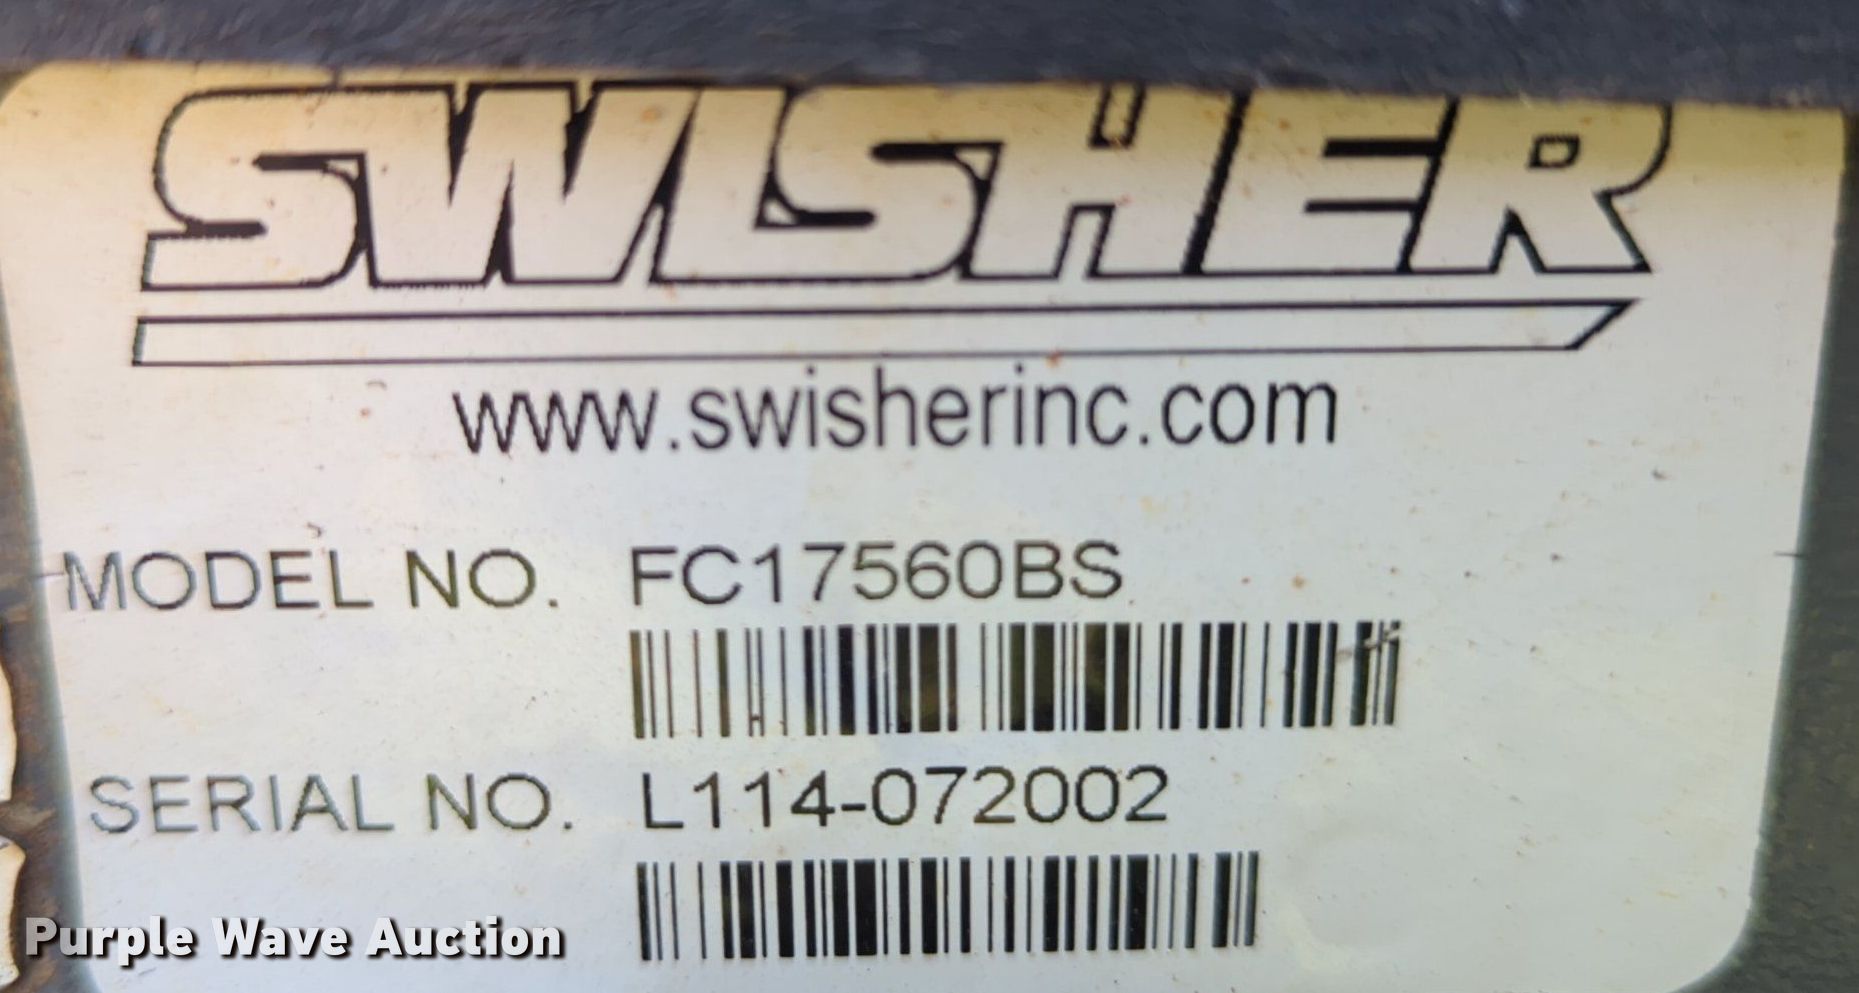 SWISHER
www.swisherinc.com
MODEL NO. FC17560BS
SERIAL NO. L114-072002
Purple Wave Auction